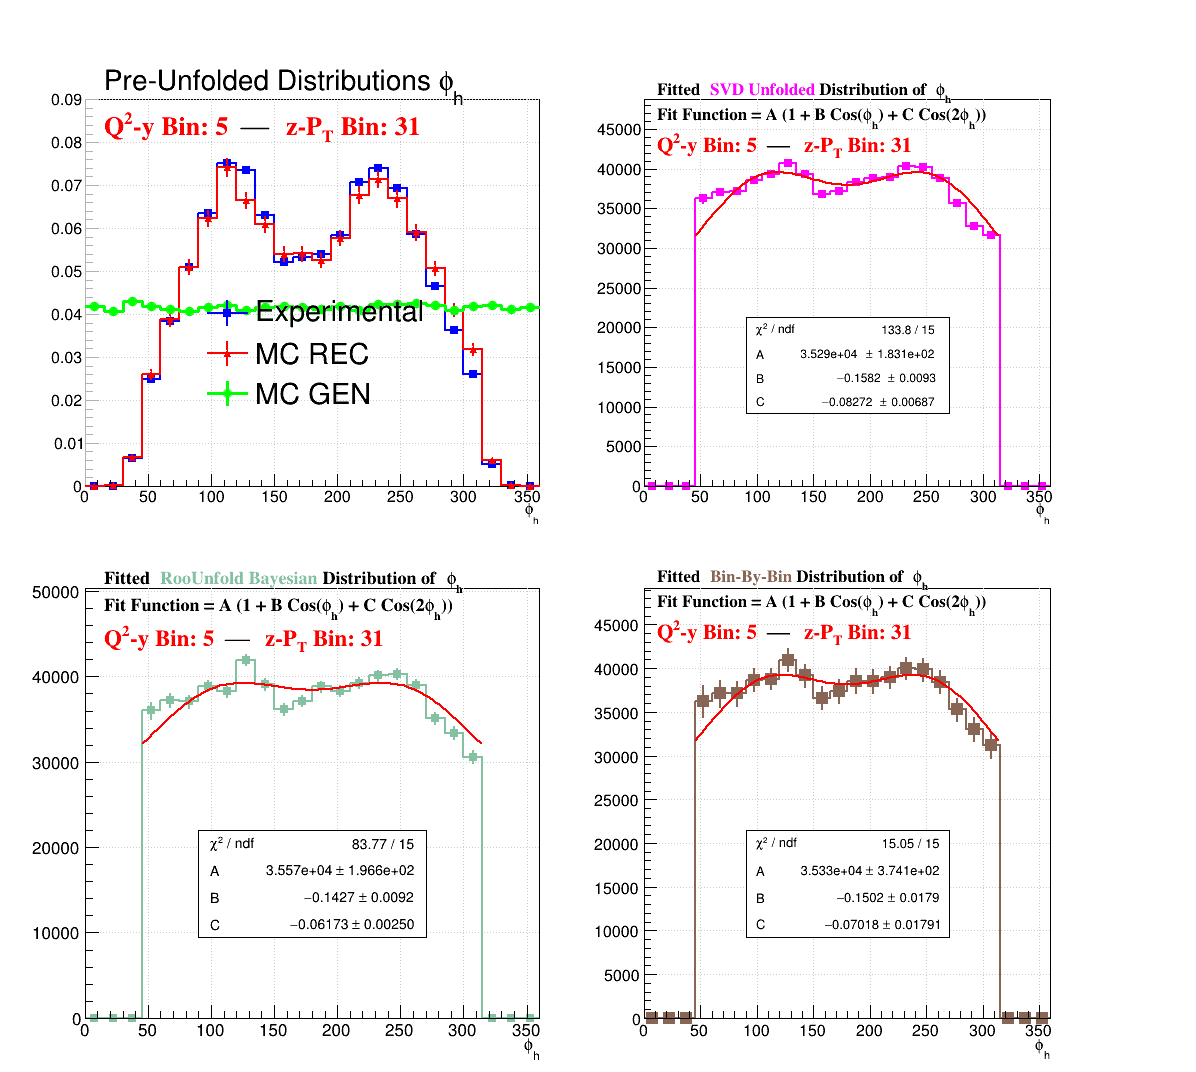 Pre-Unfolded Distributions ϕh
Q²-y Bin: 5 — z-PT Bin: 31
0.09
0.08
0.07
0.06
0.05
0.04
0.03
0.02
0.01
0
Experimental
MC REC
MC GEN
0 50 100 150 200 250 300 350
ϕh
Fitted SVD Unfolded Distribution of ϕh
Fit Function = A (1 + B Cos(ϕh) + C Cos(2ϕh))
Q²-y Bin: 5 — z-PT Bin: 31
45000
40000
35000
30000
25000
20000
15000
10000
5000
0
χ² / ndf 133.8 / 15
A 3.529e+04 ± 1.831e+02
B −0.1582 ± 0.0093
C −0.08272 ± 0.00687
0 50 100 150 200 250 300 350
ϕh
Fitted RooUnfold Bayesian Distribution of ϕh
Fit Function = A (1 + B Cos(ϕh) + C Cos(2ϕh))
Q²-y Bin: 5 — z-PT Bin: 31
50000
40000
30000
20000
10000
0
χ² / ndf 83.77 / 15
A 3.557e+04 ± 1.966e+02
B −0.1427 ± 0.0092
C −0.06173 ± 0.00250
0 50 100 150 200 250 300 350
ϕh
Fitted Bin-By-Bin Distribution of ϕh
Fit Function = A (1 + B Cos(ϕh) + C Cos(2ϕh))
Q²-y Bin: 5 — z-PT Bin: 31
45000
40000
35000
30000
25000
20000
15000
10000
5000
0
χ² / ndf 15.05 / 15
A 3.533e+04 ± 3.741e+02
B −0.1502 ± 0.0179
C −0.07018 ± 0.01791
0 50 100 150 200 250 300 350
ϕh